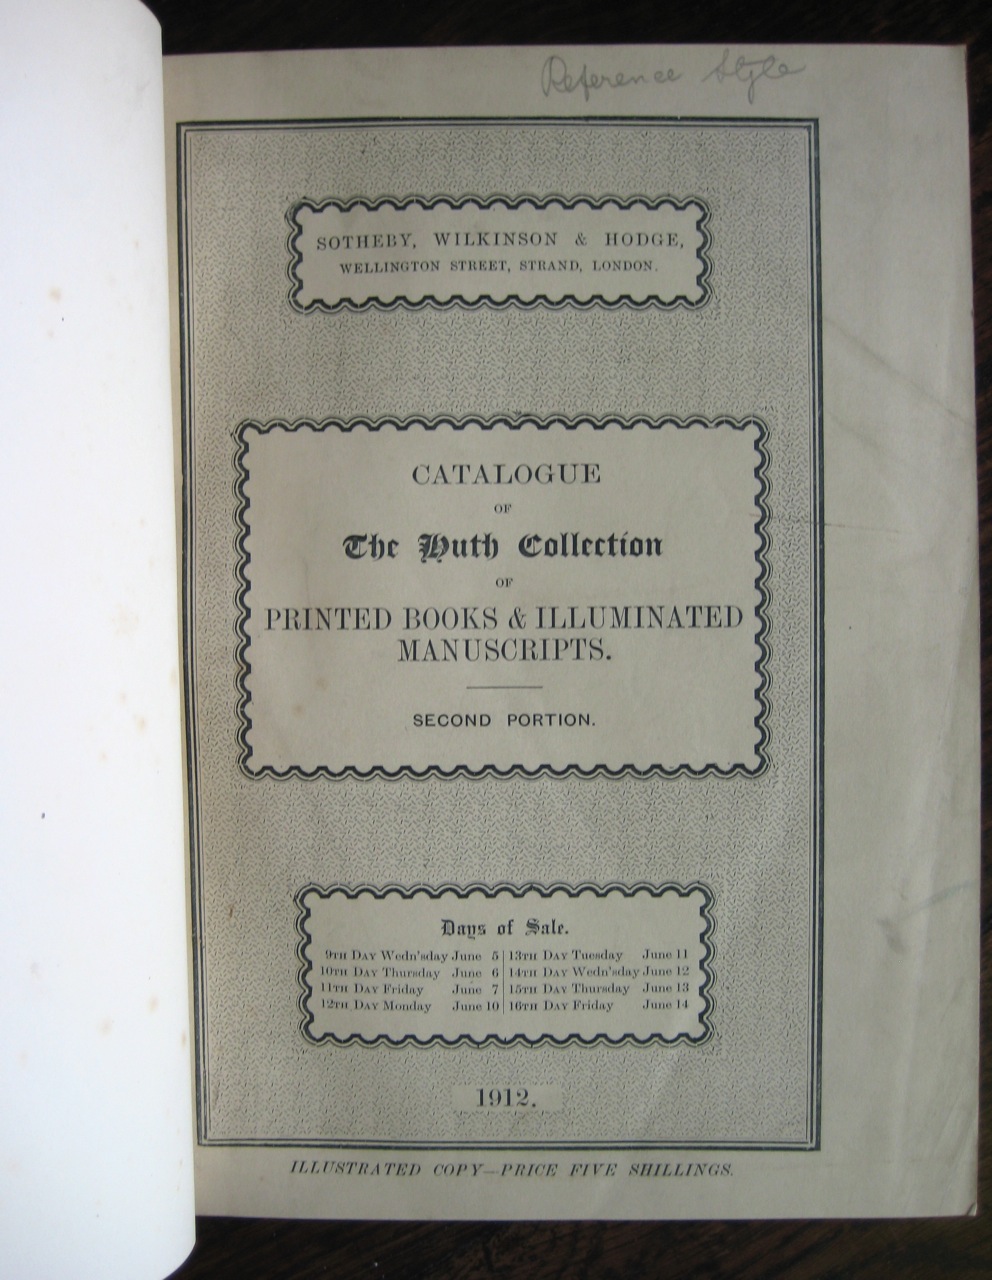 Reference Style
SOTHEBY, WILKINSON & HODGE,
WELLINGTON STREET, STRAND, LONDON.
CATALOGUE
OF
The Huth Collection
OF
PRINTED BOOKS & ILLUMINATED
MANUSCRIPTS.
SECOND PORTION.
Days of Sale.
9TH DAY Wedn'sday June 5 | 13TH DAY Tuesday June 11
10TH DAY Thursday June 6 | 14TH DAY Wedn'sday June 12
11TH DAY Friday June 7 | 15TH DAY Thursday June 13
12TH DAY Monday June 10 | 16TH DAY Friday June 14
1912.
ILLUSTRATED COPY—PRICE FIVE SHILLINGS.